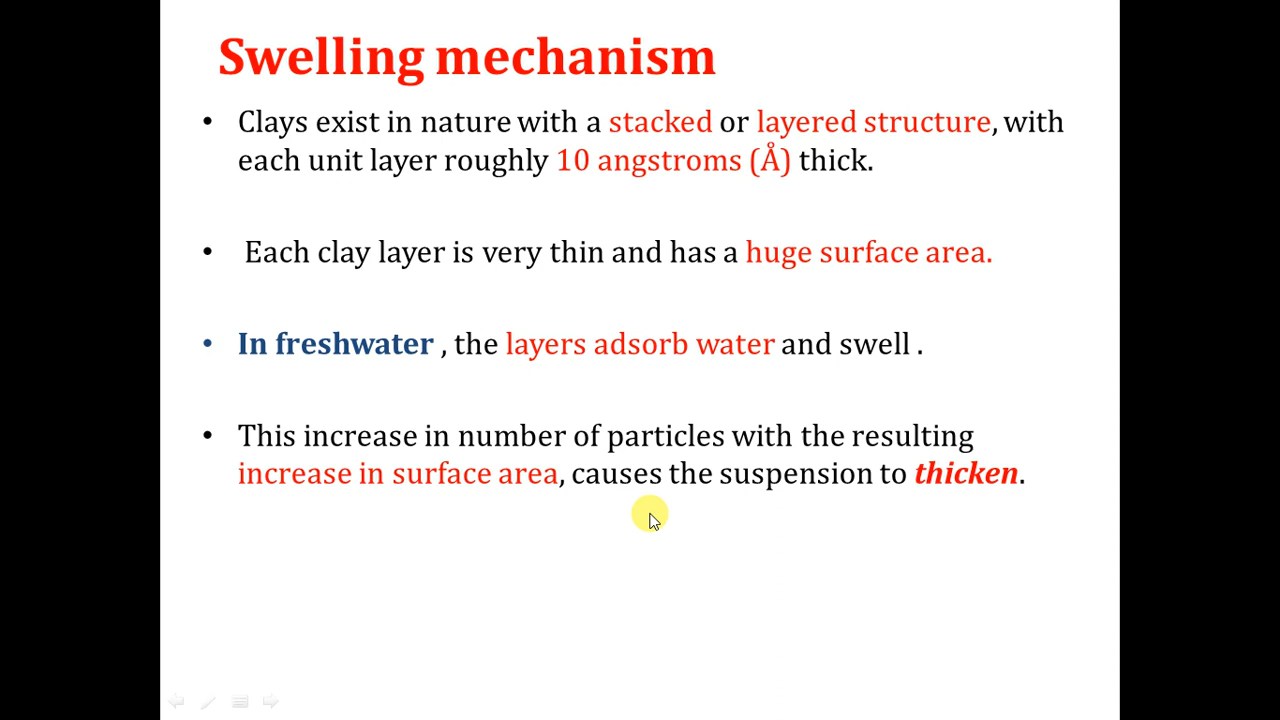 Swelling mechanism
• Clays exist in nature with a stacked or layered structure, with
each unit layer roughly 10 angstroms (Å) thick.
• Each clay layer is very thin and has a huge surface area.
• In freshwater , the layers adsorb water and swell .
• This increase in number of particles with the resulting
increase in surface area, causes the suspension to thicken.